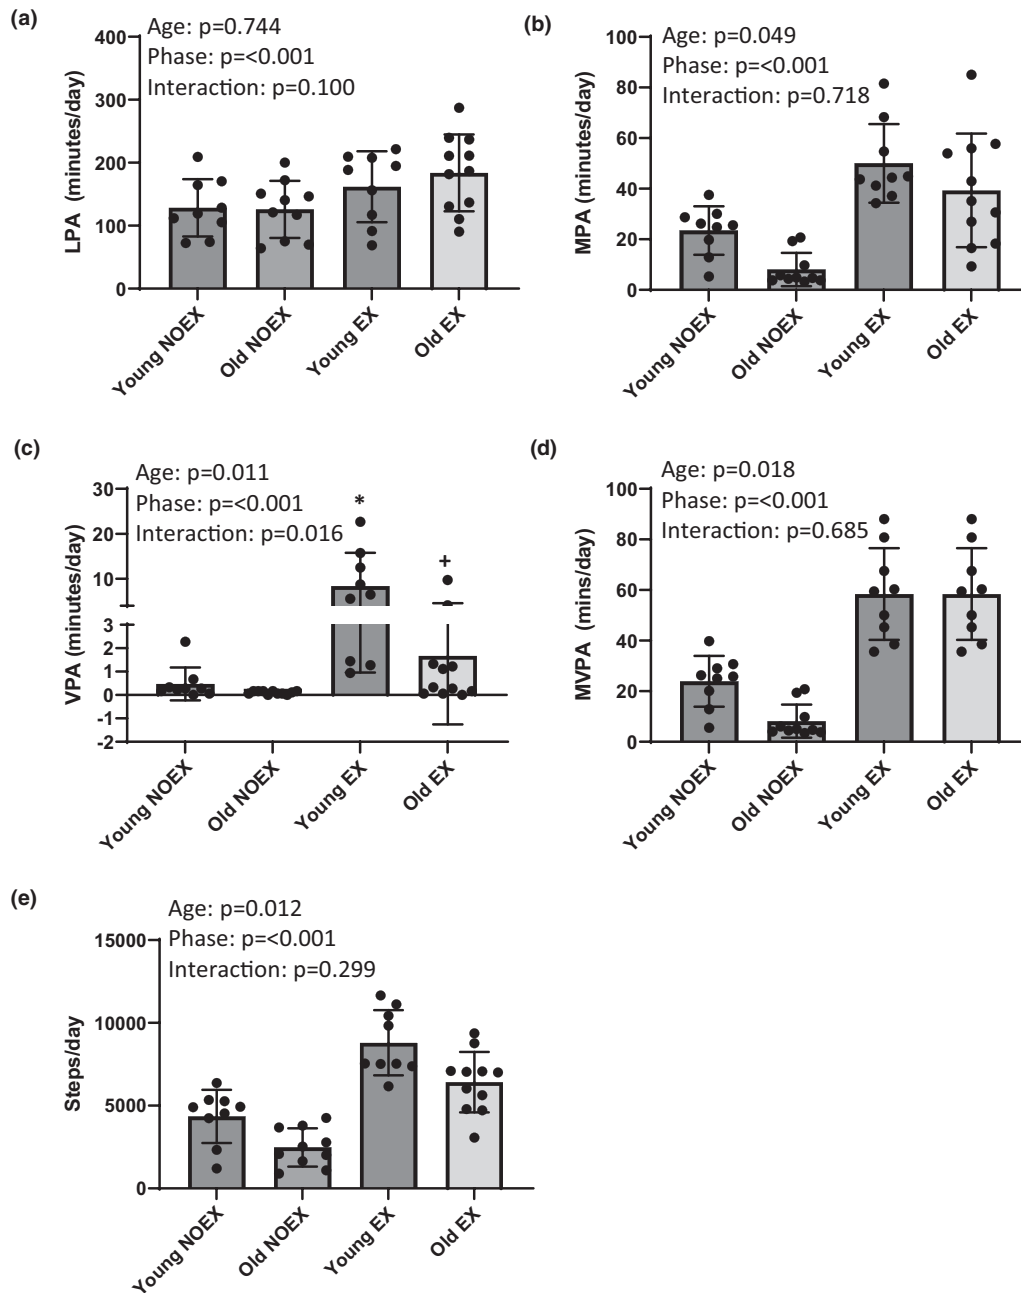 (a)
Age: p=0.744
Phase: p=<0.001
Interaction: p=0.100
LPA (minutes/day)
400
300
200
100
0
Young NOEX
Old NOEX
Young EX
Old EX
(b)
Age: p=0.049
Phase: p=<0.001
Interaction: p=0.718
MPA (minutes/day)
100
80
60
40
20
0
Young NOEX
Old NOEX
Young EX
Old EX
(c)
Age: p=0.011
Phase: p=<0.001
Interaction: p=0.016
VPA (minutes/day)
30
20
10
3
2
1
0
-1
-2
*
+
Young NOEX
Old NOEX
Young EX
Old EX
(d)
Age: p=0.018
Phase: p=<0.001
Interaction: p=0.685
MVPA (mins/day)
100
80
60
40
20
0
Young NOEX
Old NOEX
Young EX
Old EX
(e)
Age: p=0.012
Phase: p=<0.001
Interaction: p=0.299
Steps/day
15000
10000
5000
0
Young NOEX
Old NOEX
Young EX
Old EX